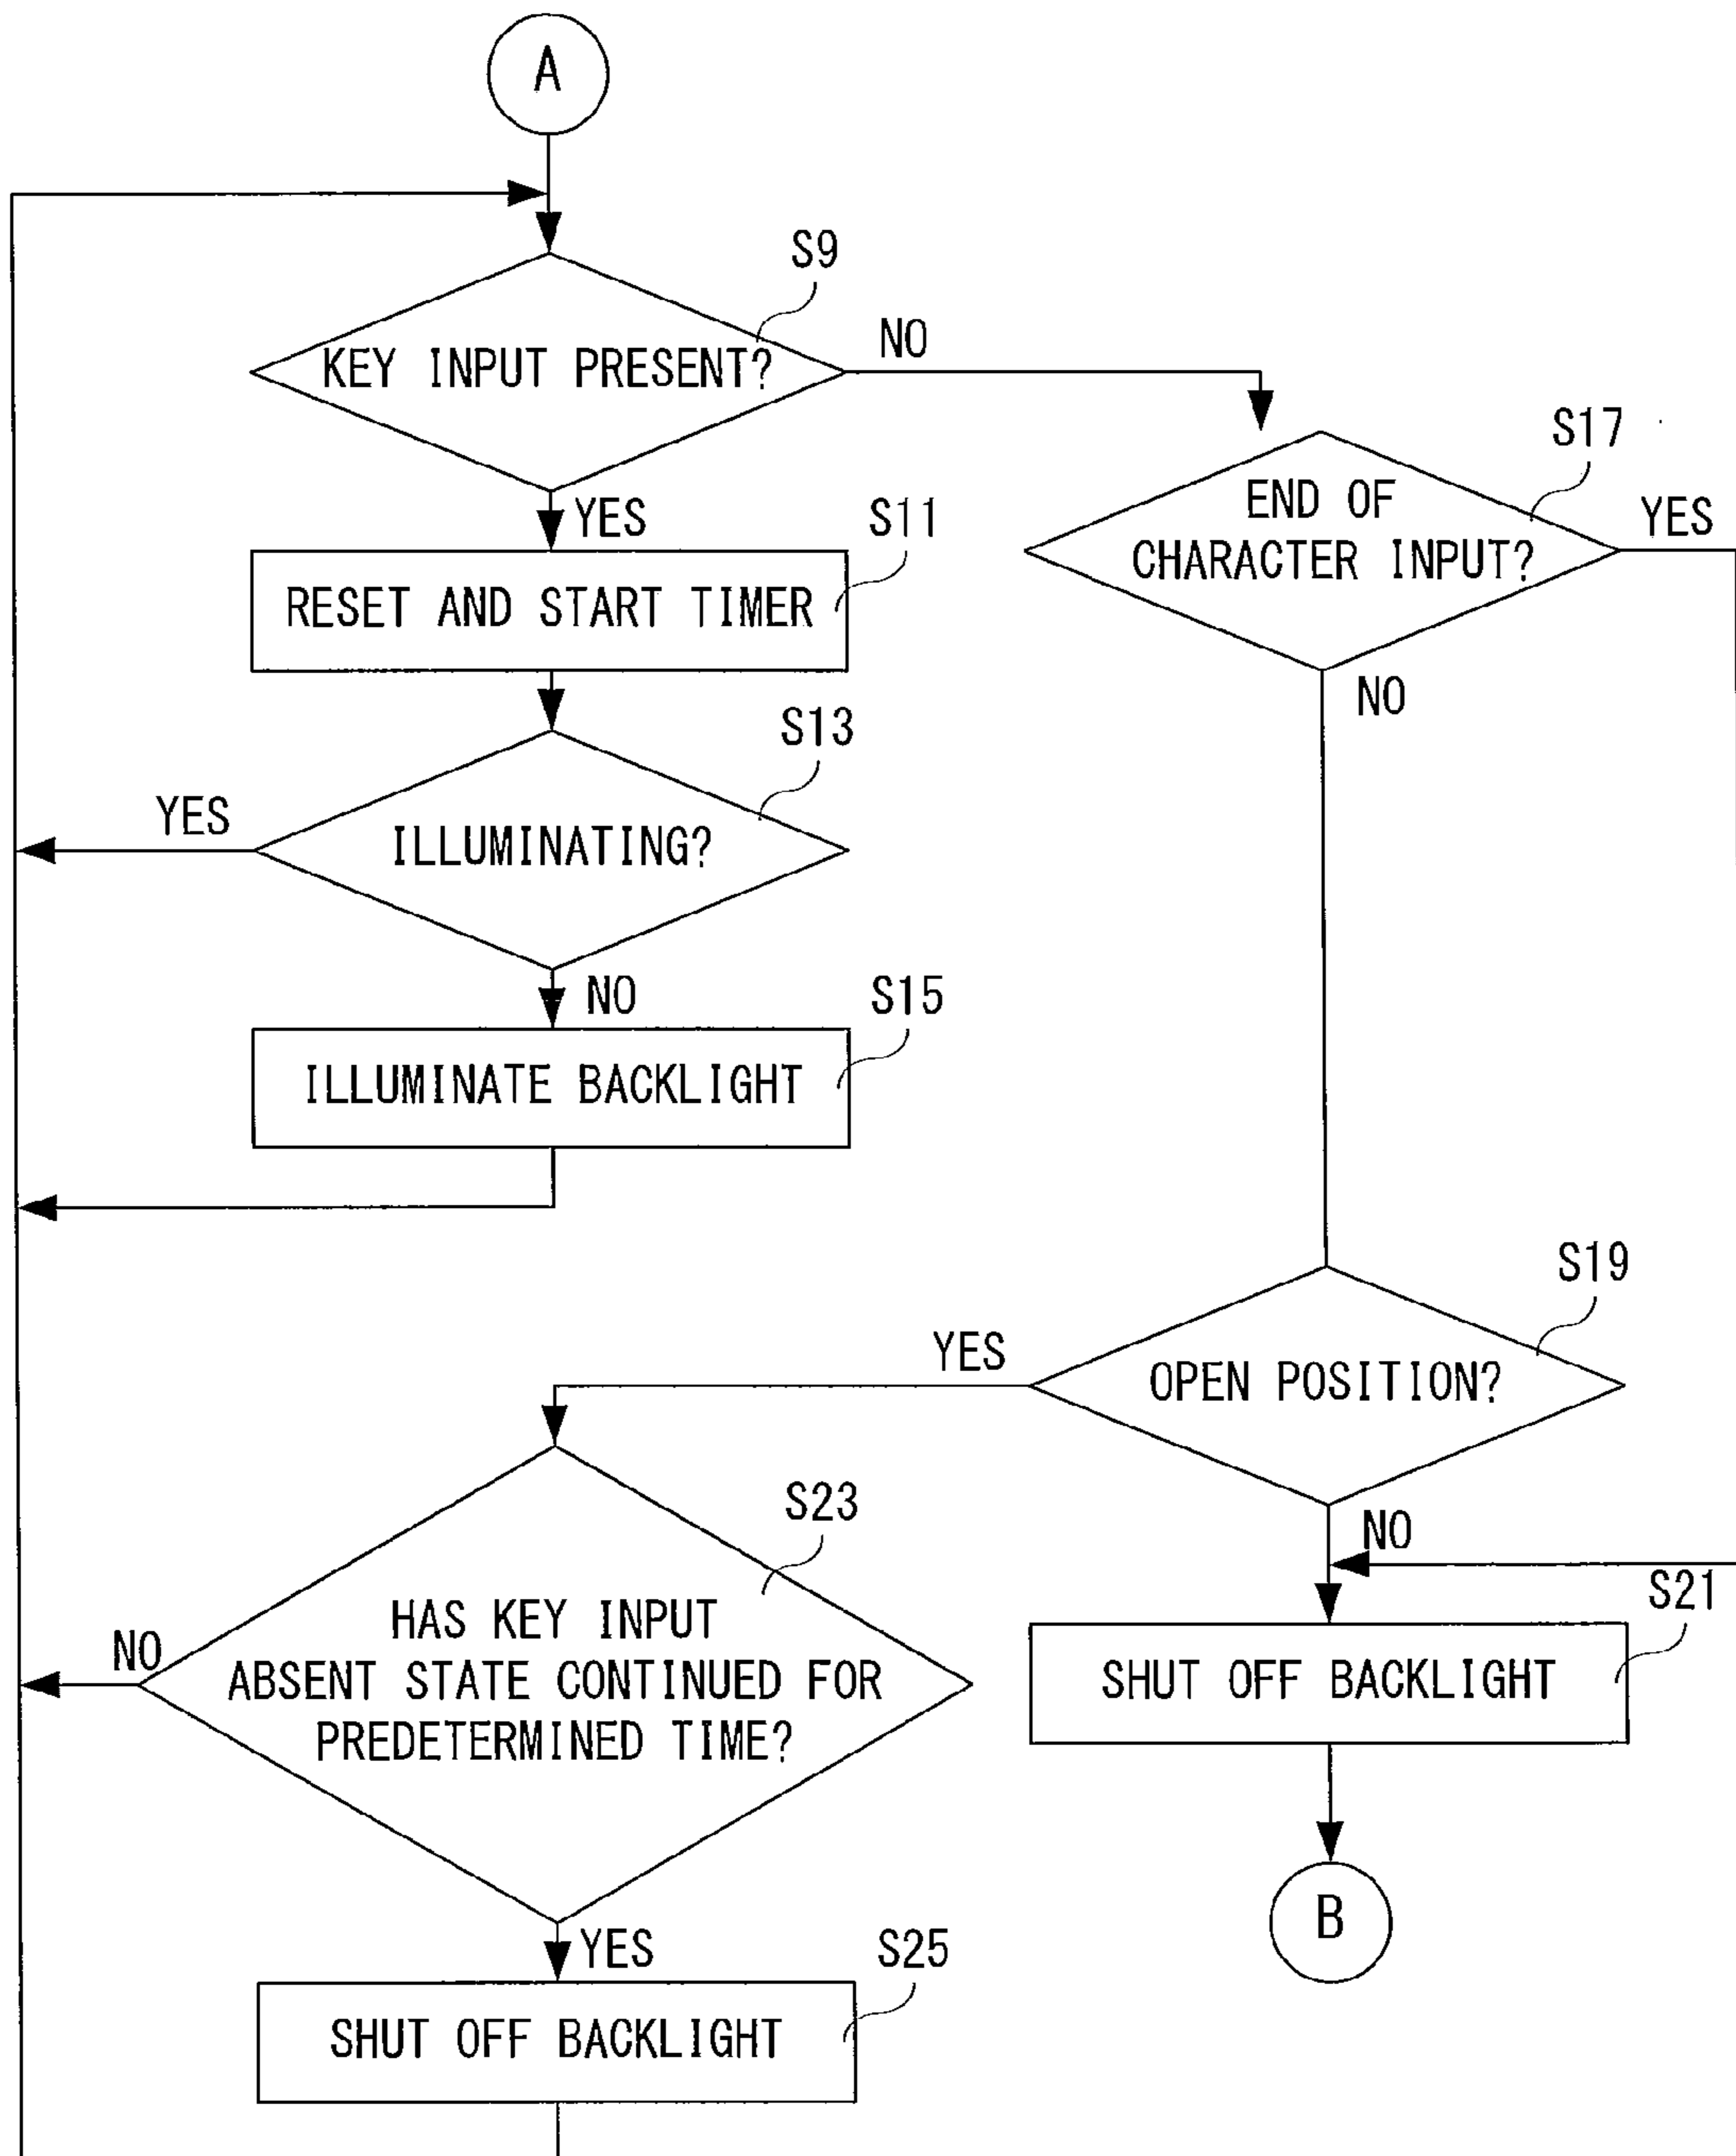 A
S9
KEY INPUT PRESENT?
NO
S17
END OF
CHARACTER INPUT?
YES
NO
YES
S11
RESET AND START TIMER
S13
YES
ILLUMINATING?
NO
S15
ILLUMINATE BACKLIGHT
S19
YES
OPEN POSITION?
NO
S23
HAS KEY INPUT
ABSENT STATE CONTINUED FOR
PREDETERMINED TIME?
NO
S21
SHUT OFF BACKLIGHT
B
YES
S25
SHUT OFF BACKLIGHT